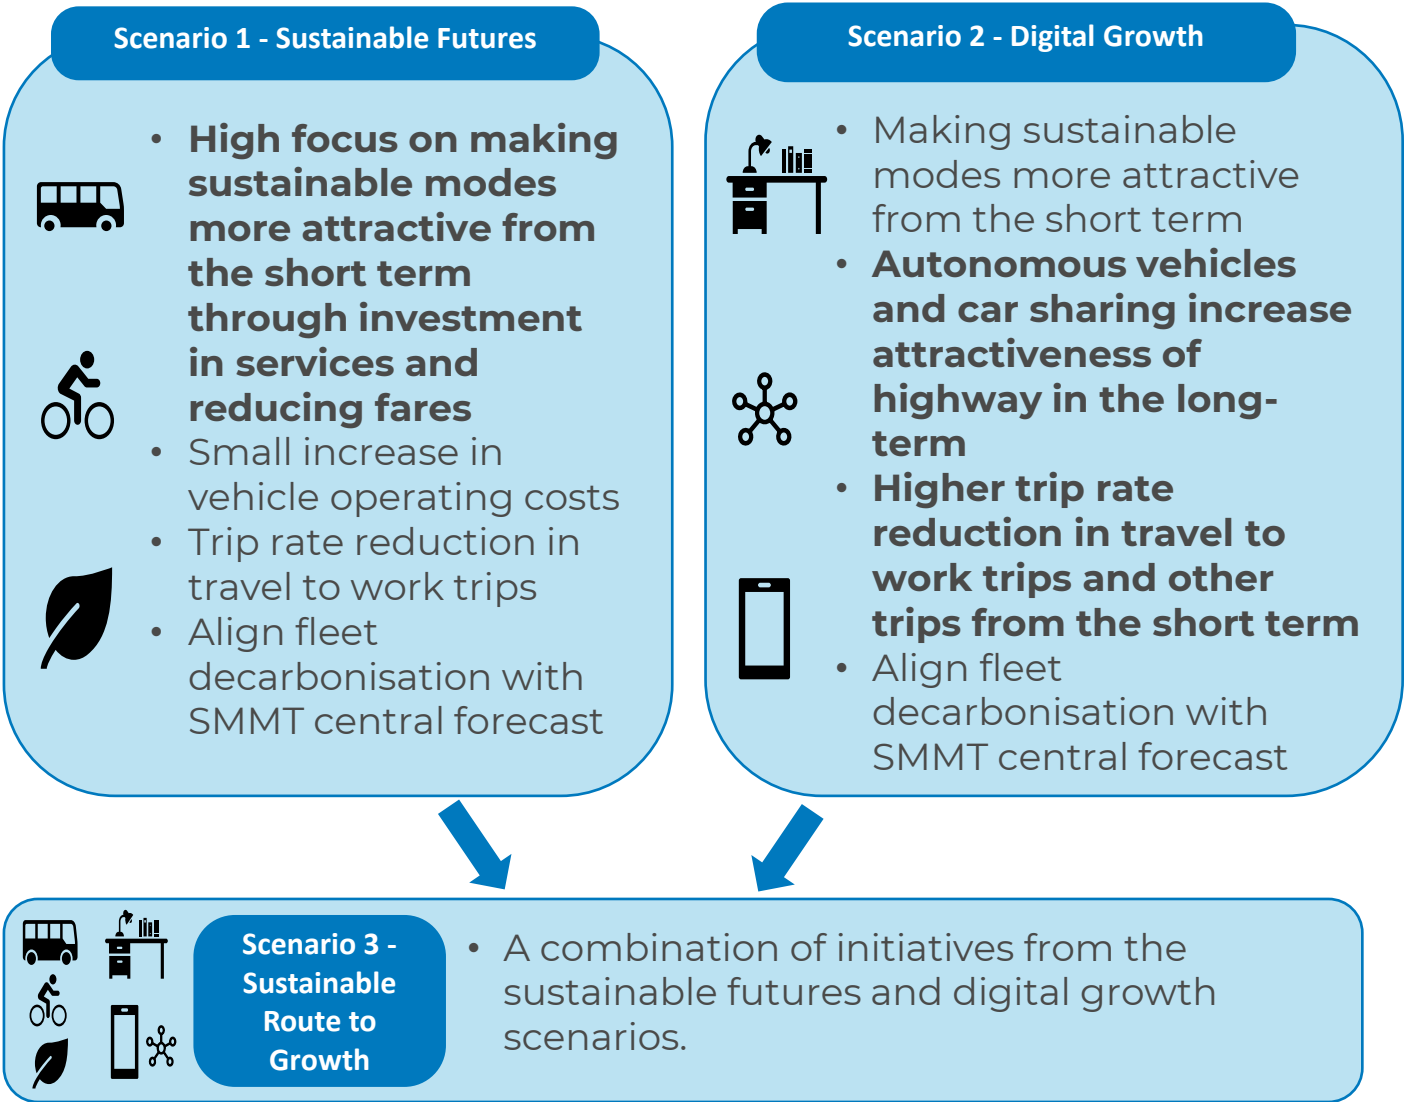 Scenario 1 - Sustainable Futures
• High focus on making
sustainable modes
more attractive from
the short term
through investment
in services and
reducing fares
• Small increase in
vehicle operating costs
• Trip rate reduction in
travel to work trips
• Align fleet
decarbonisation with
SMMT central forecast
Scenario 2 - Digital Growth
• Making sustainable
modes more attractive
from the short term
• Autonomous vehicles
and car sharing increase
attractiveness of
highway in the long-
term
• Higher trip rate
reduction in travel to
work trips and other
trips from the short term
• Align fleet
decarbonisation with
SMMT central forecast
Scenario 3 -
Sustainable
Route to
Growth
• A combination of initiatives from the
sustainable futures and digital growth
scenarios.